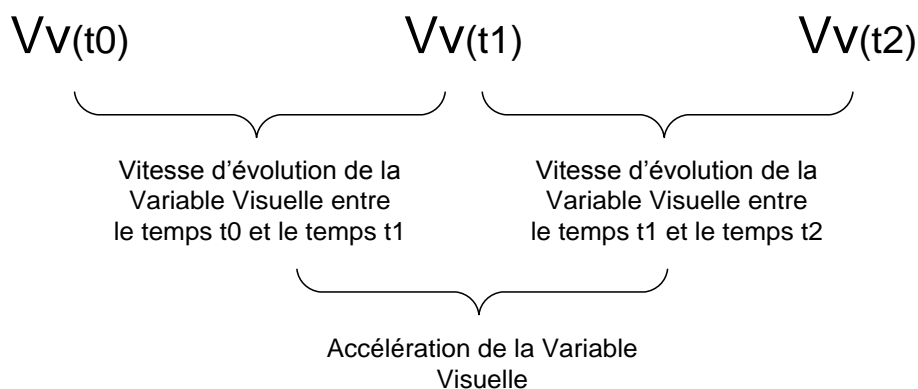 Vv(t0) Vv(t1) Vv(t2)
Vitesse d'évolution de la
Variable Visuelle entre
le temps t0 et le temps t1
Vitesse d'évolution de la
Variable Visuelle entre
le temps t1 et le temps t2
Accélération de la Variable
Visuelle